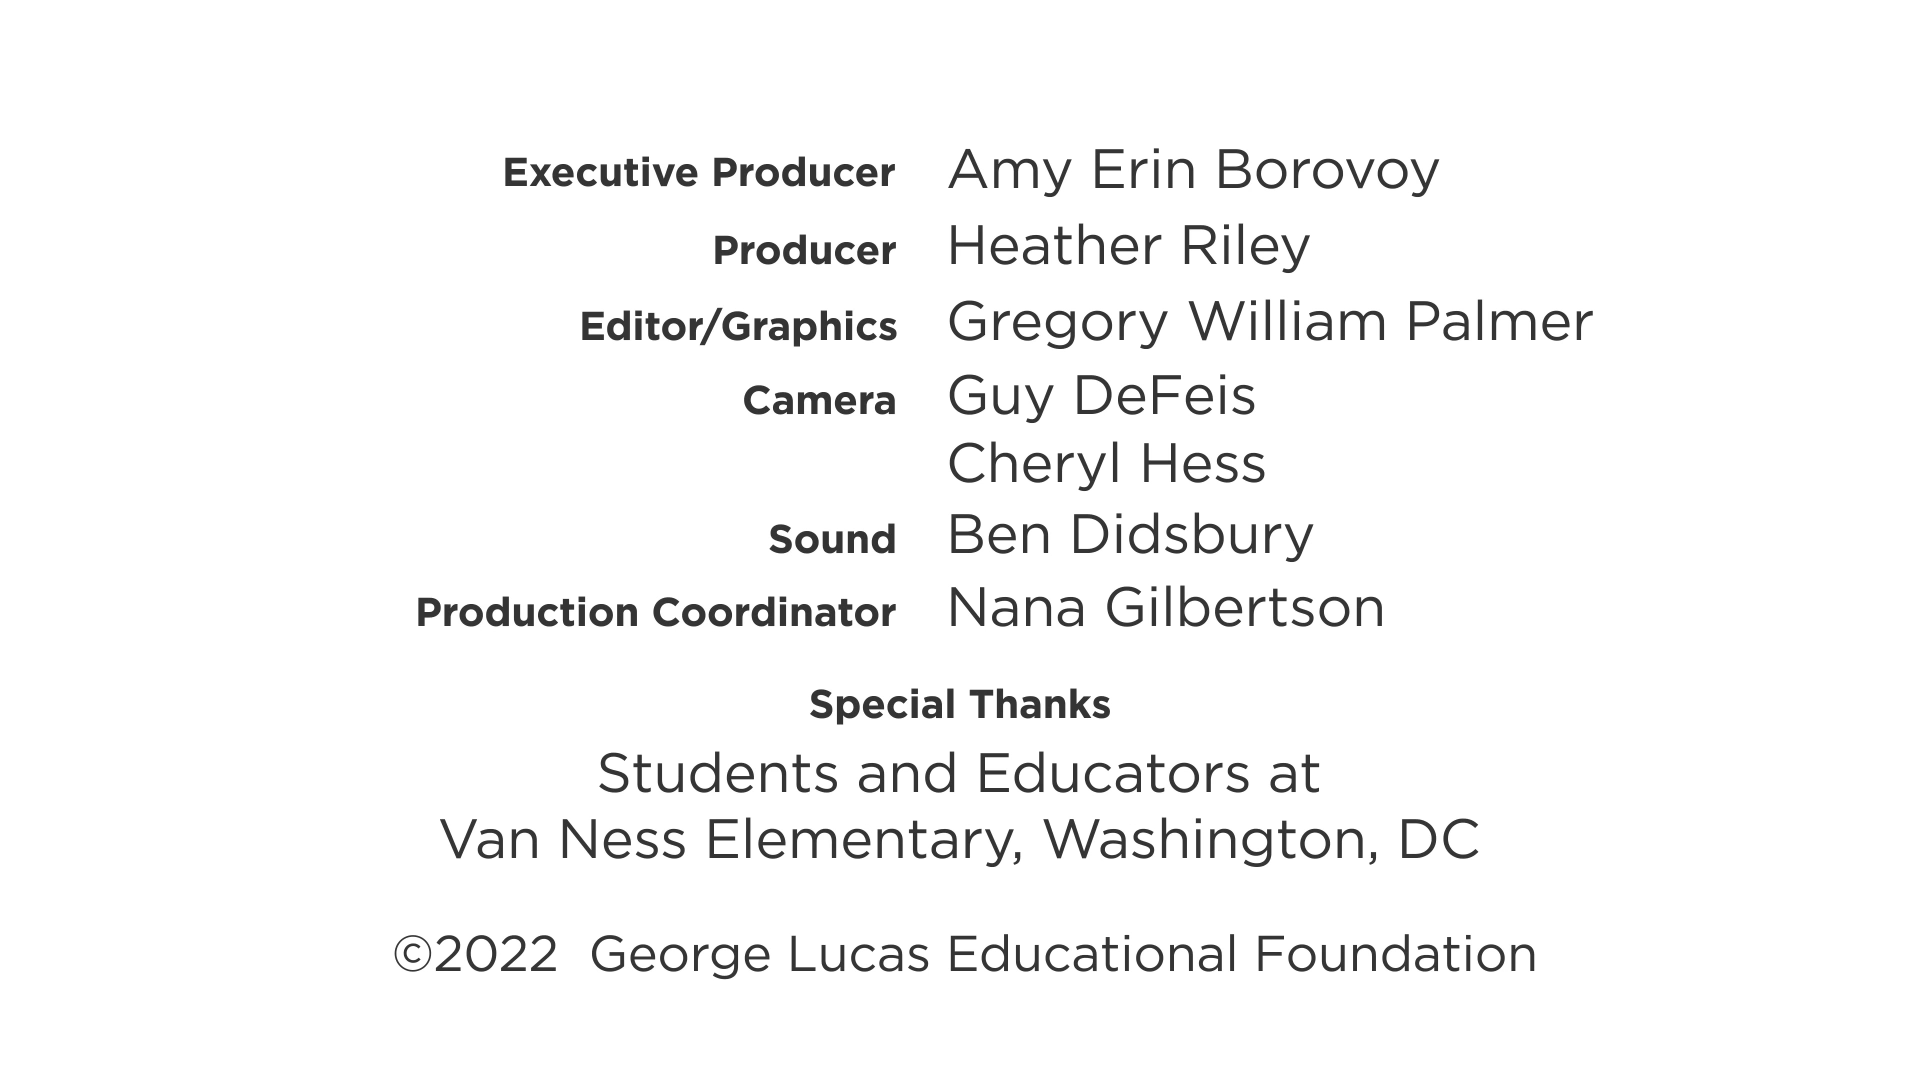 Executive Producer Amy Erin Borovoy
Producer Heather Riley
Editor/Graphics Gregory William Palmer
Camera Guy DeFeis
Cheryl Hess
Sound Ben Didsbury
Production Coordinator Nana Gilbertson
Special Thanks
Students and Educators at
Van Ness Elementary, Washington, DC
©2022 George Lucas Educational Foundation